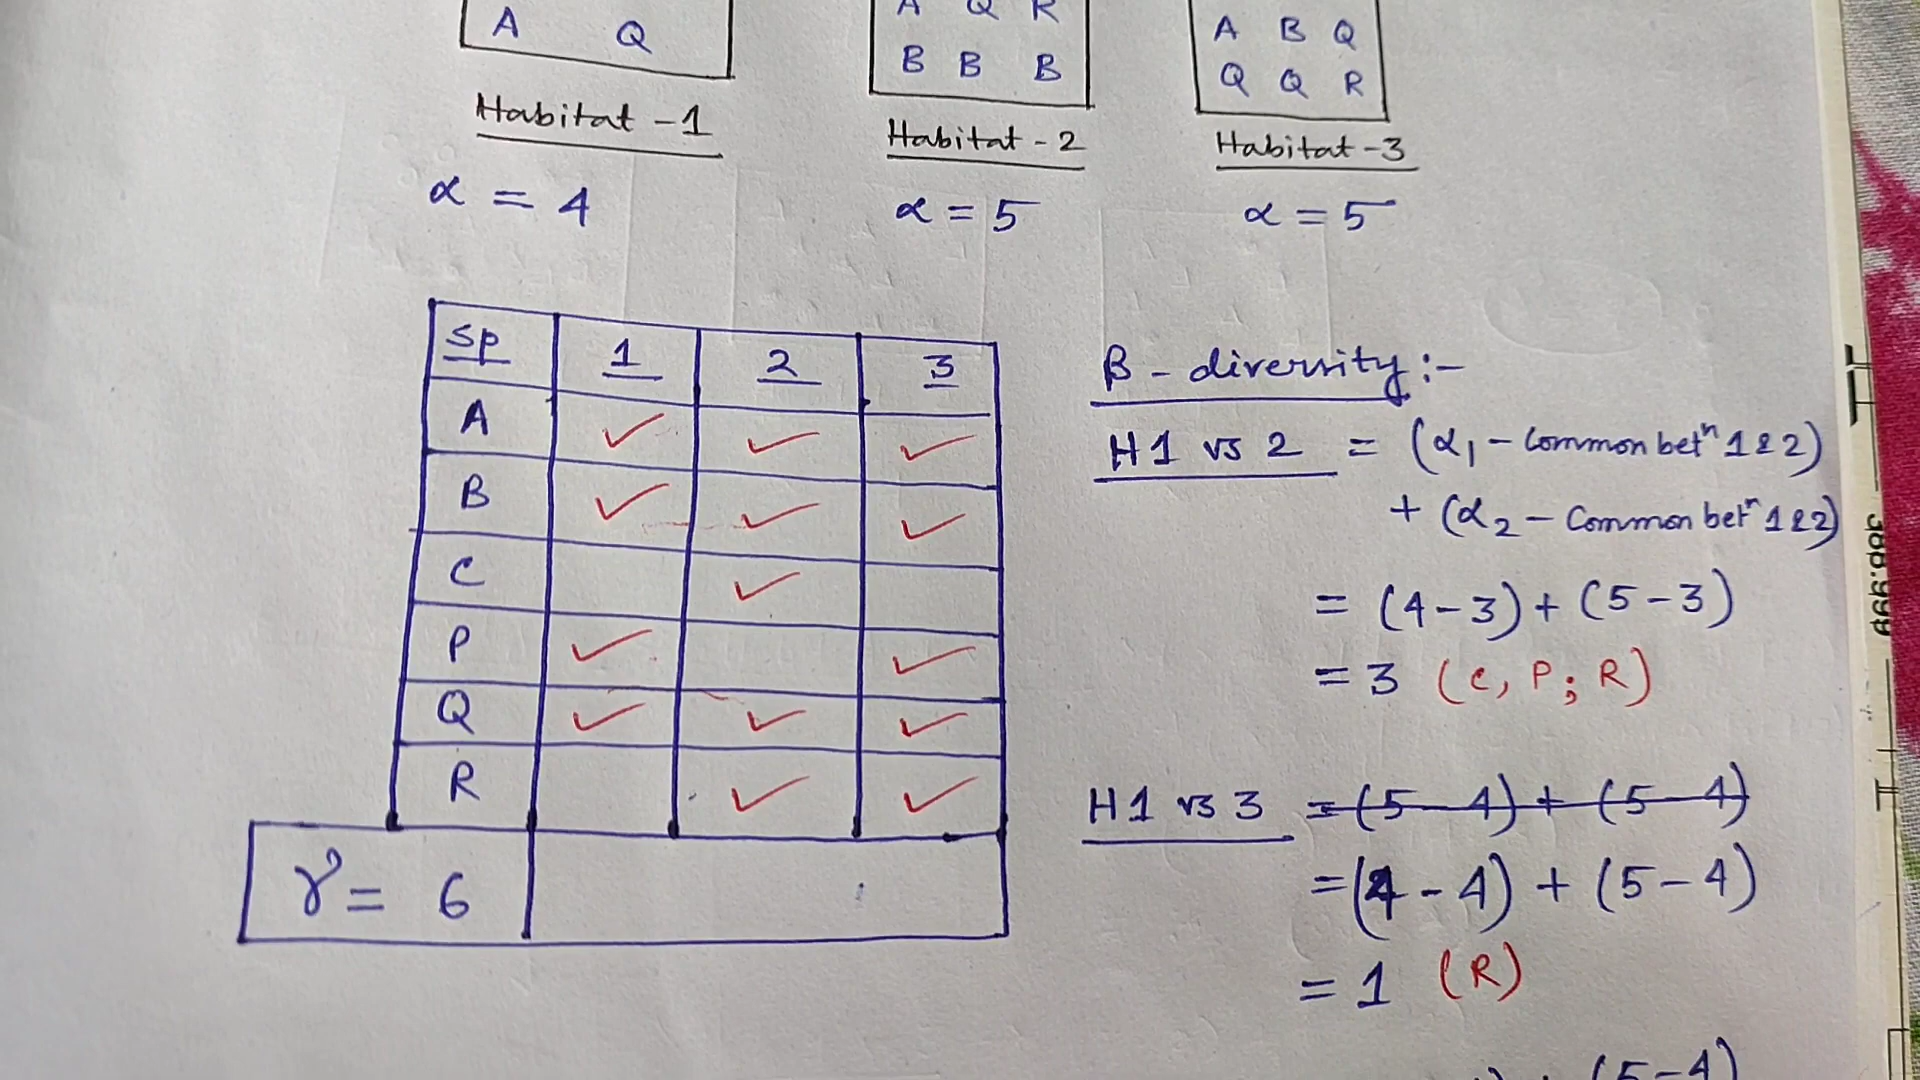 A Q
A Q R
B B B
A B Q
Q Q R
Habitat - 1
Habitat - 2
Habitat - 3
α = 4
α = 5
α = 5
sp 1 2 3
A ✓ ✓ ✓
B ✓ ✓ ✓
C ✓
P ✓ ✓
Q ✓ ✓ ✓
R ✓ ✓
γ = 6
β - diversity :-
H1 vs 2 = (α₁ - Common betⁿ 1 & 2)
+ (α₂ - Common betⁿ 1 & 2)
= (4 - 3) + (5 - 3)
= 3 (C, P; R)
H1 vs 3 = (5 - 4) + (5 - 4)
= (4 - 4) + (5 - 4)
= 1 (R)
(5 - 4)